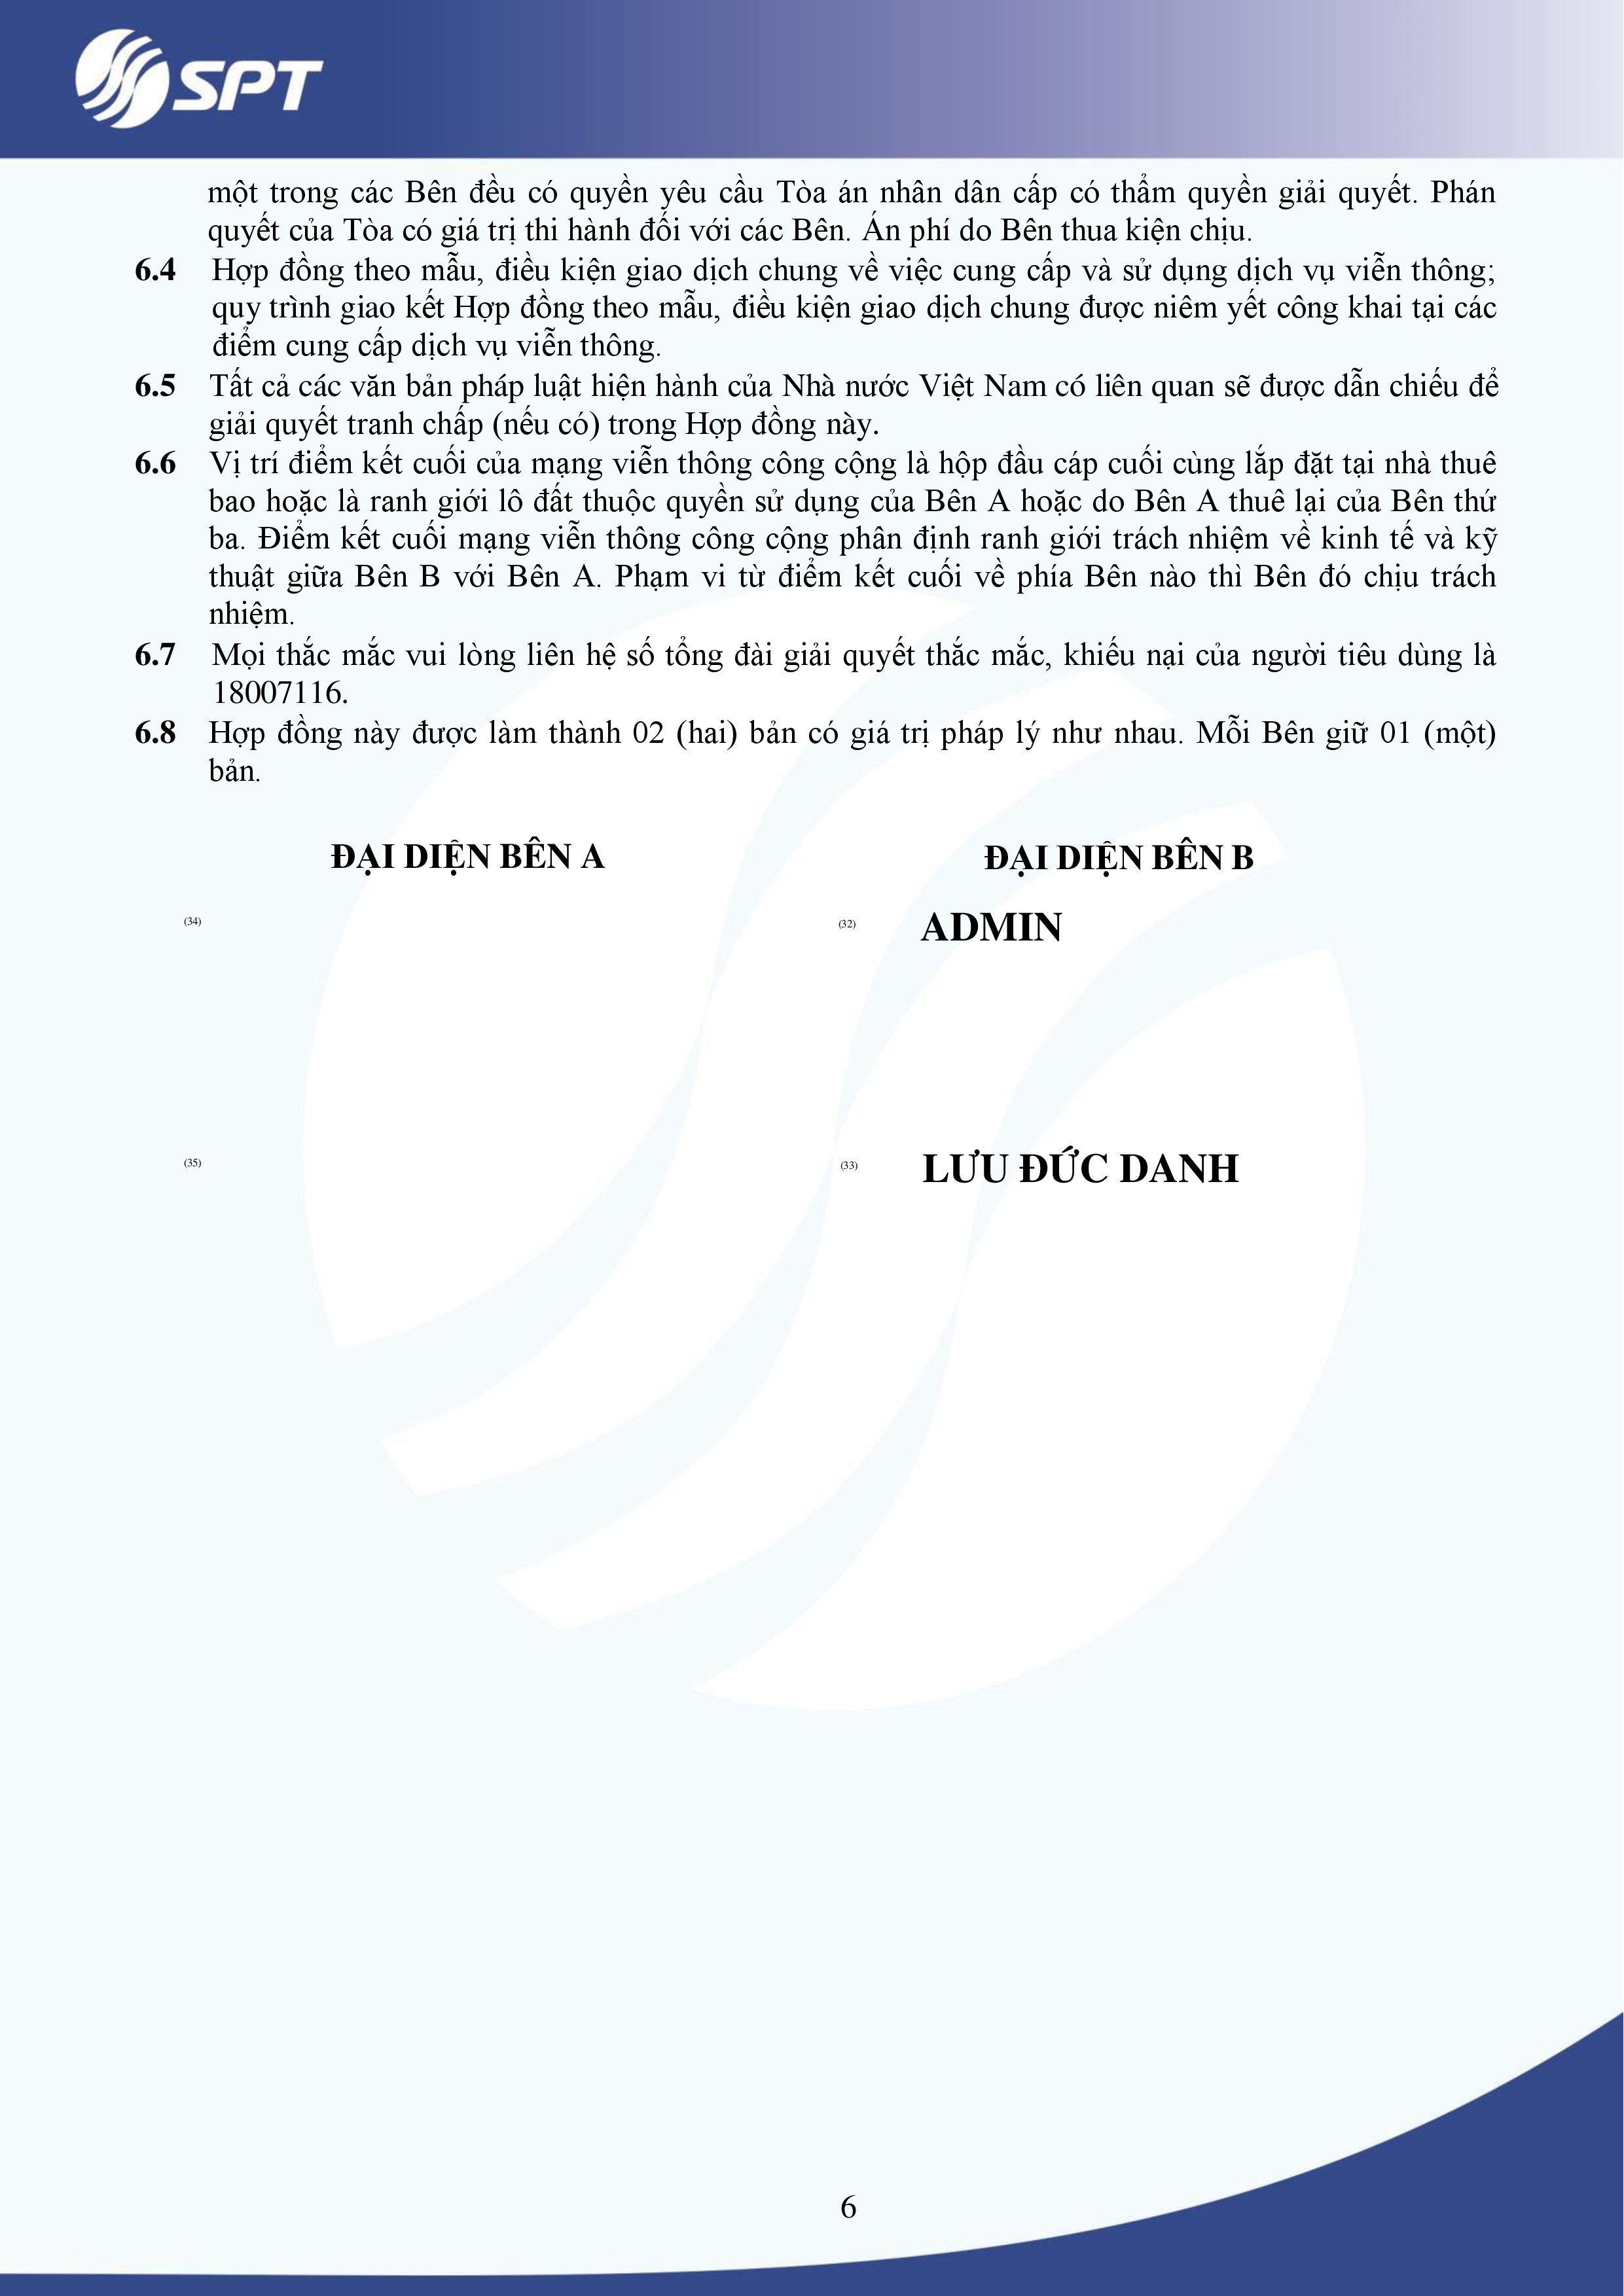 SPT
một trong các Bên đều có quyền yêu cầu Tòa án nhân dân cấp có thẩm quyền giải quyết. Phán
quyết của Tòa có giá trị thi hành đối với các Bên. Án phí do Bên thua kiện chịu.
6.4 Hợp đồng theo mẫu, điều kiện giao dịch chung về việc cung cấp và sử dụng dịch vụ viễn thông;
quy trình giao kết Hợp đồng theo mẫu, điều kiện giao dịch chung được niêm yết công khai tại các
điểm cung cấp dịch vụ viễn thông.
6.5 Tất cả các văn bản pháp luật hiện hành của Nhà nước Việt Nam có liên quan sẽ được dẫn chiếu để
giải quyết tranh chấp (nếu có) trong Hợp đồng này.
6.6 Vị trí điểm kết cuối của mạng viễn thông công cộng là hộp đầu cáp cuối cùng lắp đặt tại nhà thuê
bao hoặc là ranh giới lô đất thuộc quyền sử dụng của Bên A hoặc do Bên A thuê lại của Bên thứ
ba. Điểm kết cuối mạng viễn thông công cộng phân định ranh giới trách nhiệm về kinh tế và kỹ
thuật giữa Bên B với Bên A. Phạm vi từ điểm kết cuối về phía Bên nào thì Bên đó chịu trách
nhiệm.
6.7 Mọi thắc mắc vui lòng liên hệ số tổng đài giải quyết thắc mắc, khiếu nại của người tiêu dùng là
18007116.
6.8 Hợp đồng này được làm thành 02 (hai) bản có giá trị pháp lý như nhau. Mỗi Bên giữ 01 (một)
bản.
ĐẠI DIỆN BÊN A ĐẠI DIỆN BÊN B
(34) (32) ADMIN
(35) (33) LƯU ĐỨC DANH
6